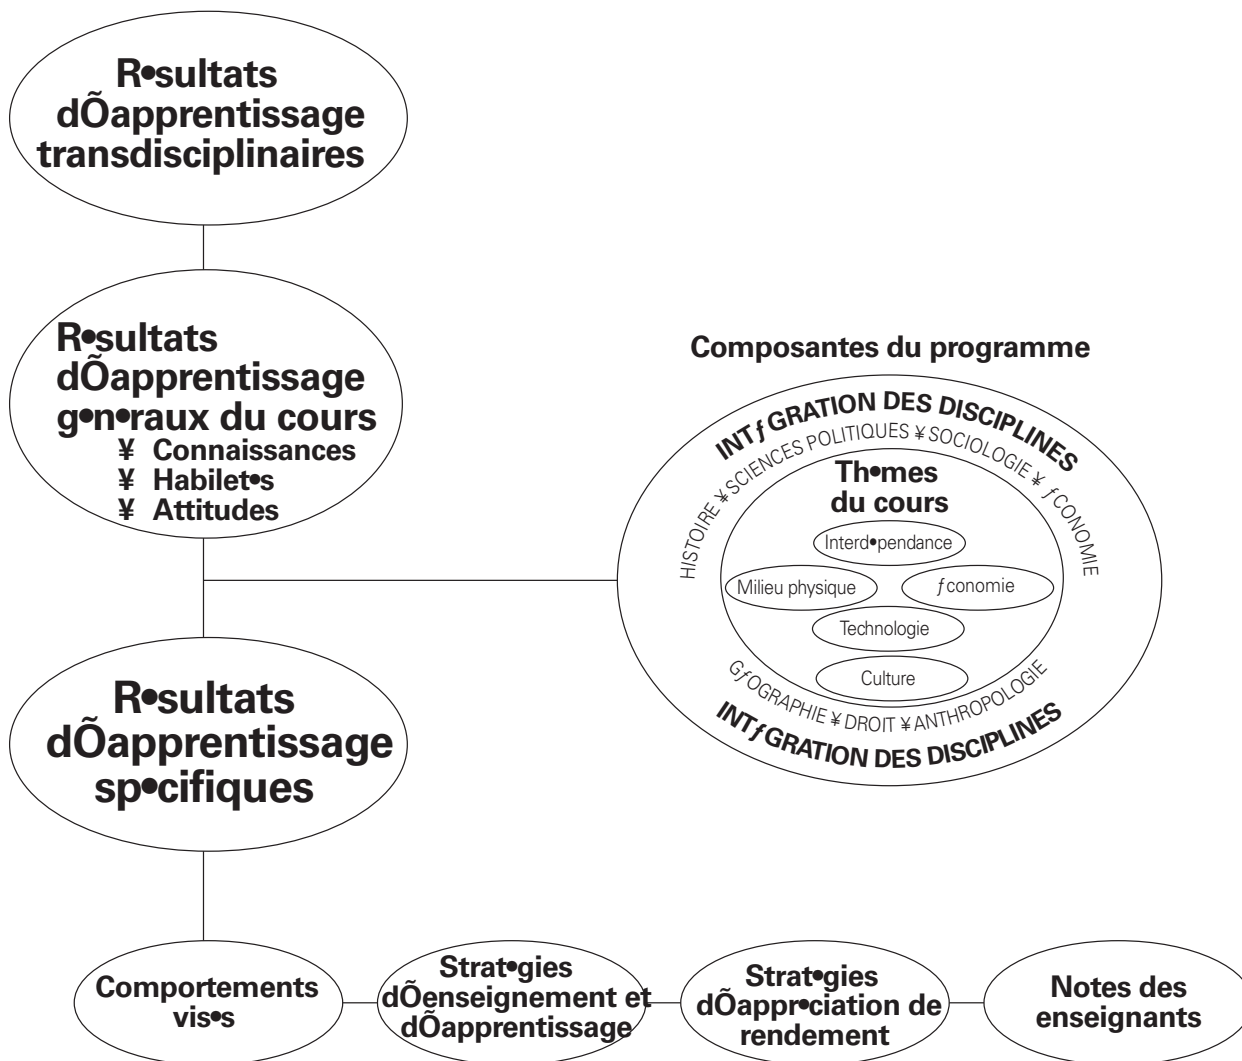 R•sultats
dÕapprentissage
transdisciplinaires
R•sultats
dÕapprentissage
g•n•raux du cours
¥ Connaissances
¥ Habilet•s
¥ Attitudes
Composantes du programme
INTƒGRATION DES DISCIPLINES
HISTOIRE ¥ SCIENCES POLITIQUES ¥ SOCIOLOGIE ¥ ƒCONOMIE
Th•mes
du cours
Interd•pendance
Milieu physique
ƒconomie
Technologie
Culture
GƒOGRAPHIE ¥ DROIT ¥ ANTHROPOLOGIE
INTƒGRATION DES DISCIPLINES
R•sultats
dÕapprentissage
sp•cifiques
Comportements
vis•s
Strat•gies
dÕenseignement et
dÕapprentissage
Strat•gies
dÕappr•ciation de
rendement
Notes des
enseignants